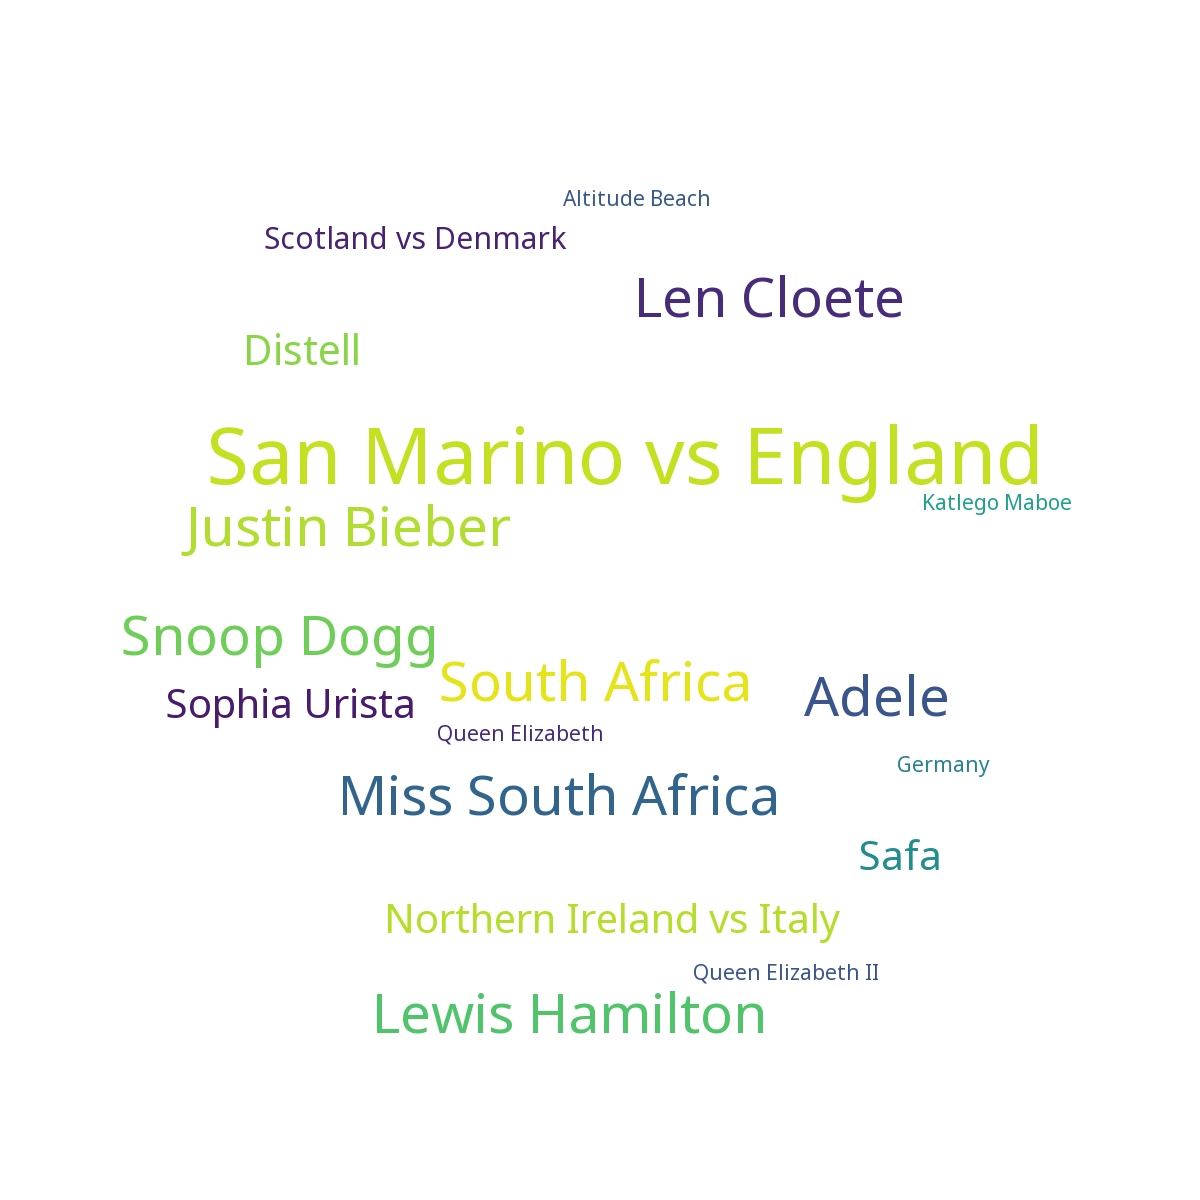 Altitude Beach
Scotland vs Denmark
Len Cloete
Distell
San Marino vs England
Katlego Maboe
Justin Bieber
Snoop Dogg
South Africa
Adele
Sophia Urista
Queen Elizabeth
Germany
Miss South Africa
Safa
Northern Ireland vs Italy
Queen Elizabeth II
Lewis Hamilton